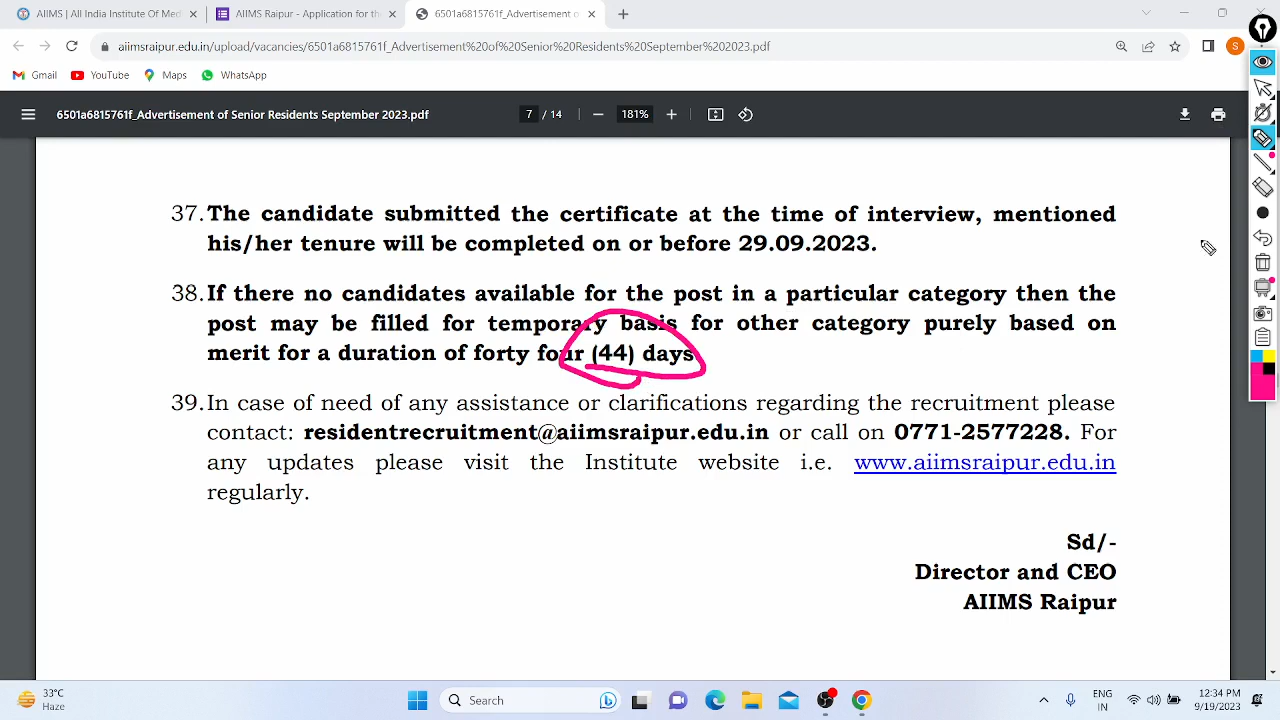 AIIMS | All India Institute Of Med
AIIMS Raipur - Application for th
6501a6815761f_Advertisement o
aiimsraipur.edu.in/upload/vacancies/6501a6815761f_Advertisement%20of%20Senior%20Residents%20September%202023.pdf
S
Gmail
YouTube
Maps
WhatsApp
6501a6815761f_Advertisement of Senior Residents September 2023.pdf
7 / 14
181%
37. The candidate submitted the certificate at the time of interview, mentioned
his/her tenure will be completed on or before 29.09.2023.
38. If there no candidates available for the post in a particular category then the
post may be filled for temporary basis for other category purely based on
merit for a duration of forty four (44) days
39. In case of need of any assistance or clarifications regarding the recruitment please
contact: residentrecruitment@aiimsraipur.edu.in or call on 0771-2577228. For
any updates please visit the Institute website i.e. www.aiimsraipur.edu.in
regularly.
Sd/-
Director and CEO
AIIMS Raipur
33°C
Haze
Search
ENG
IN
12:34 PM
9/19/2023